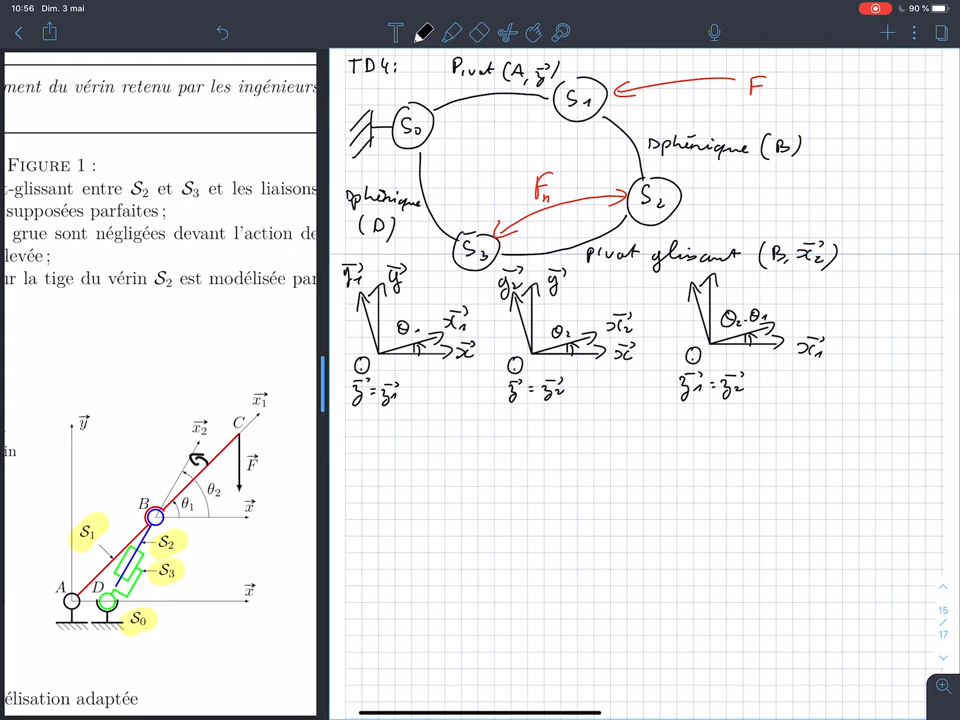 10:56 Dim. 3 mai
90 %
ment du vérin retenu par les ingénieurs
FIGURE 1 :
t-glissant entre S2 et S3 et les liaisons
supposées parfaites ;
grue sont négligées devant l'action de
levée ;
ur la tige du vérin S2 est modélisée par
y
x1
C
x2
F
θ2
B
θ1
x
S1
S2
S3
A
D
x
S0
in
élisation adaptée
TD4:
Pivot (A, z)
S1
F
S0
sphérique (B)
Fn
S2
sphérique
(D)
S3
pivot glissant (B, x2)
y1 y
θ1
x1
x
z = z1
y2 y
θ2
x2
x
z = z2
θ2-θ1
x1
z1 = z2
15
/
17